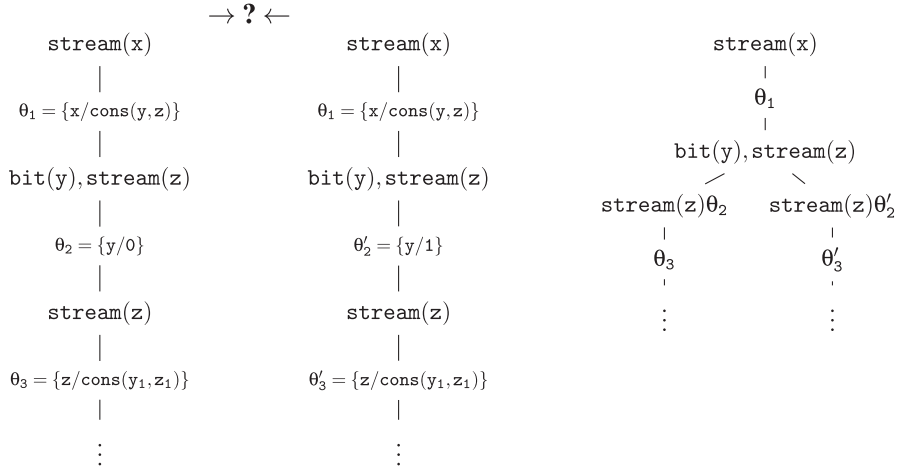 → ? ←
stream(x)
θ₁ = {x/cons(y,z)}
bit(y),stream(z)
θ₂ = {y/0}
stream(z)
θ₃ = {z/cons(y₁,z₁)}
⋮
stream(x)
θ₁ = {x/cons(y,z)}
bit(y),stream(z)
θ′₂ = {y/1}
stream(z)
θ′₃ = {z/cons(y₁,z₁)}
⋮
stream(x)
θ₁
bit(y),stream(z)
stream(z)θ₂ stream(z)θ′₂
θ₃ θ′₃
⋮ ⋮